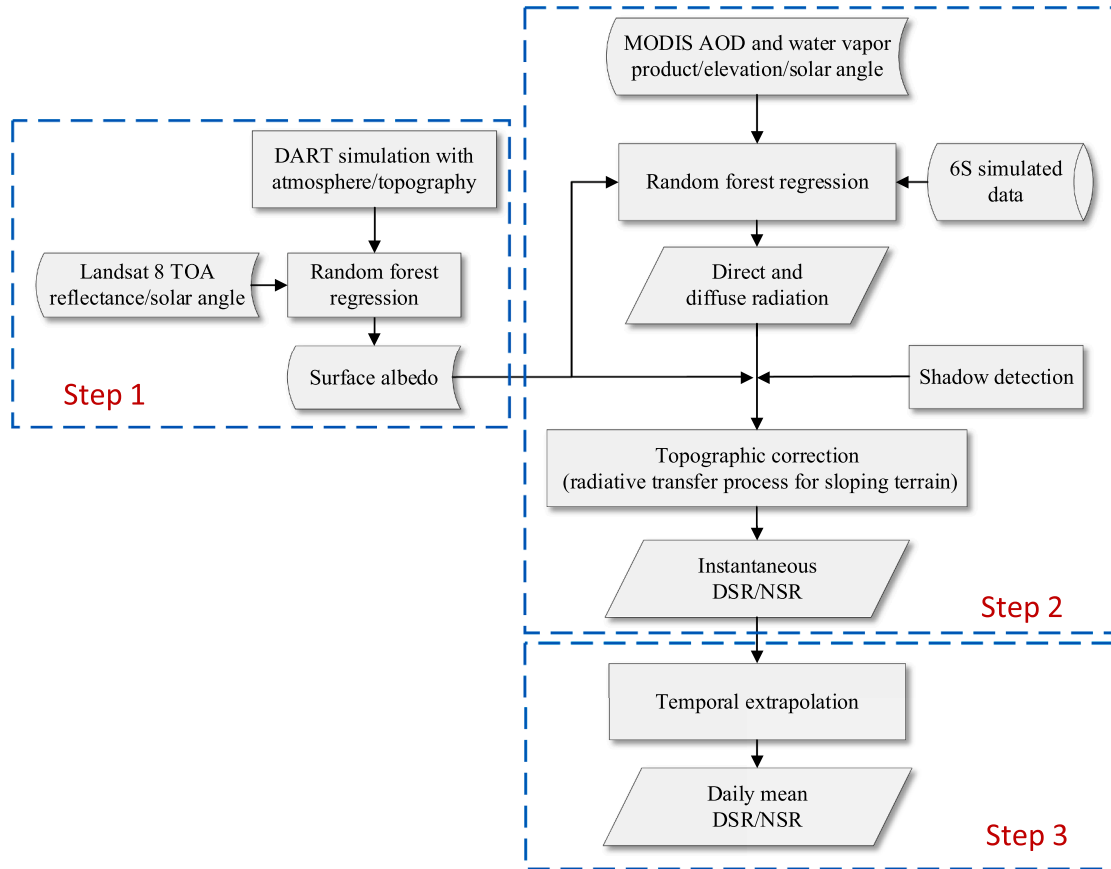 DART simulation with
atmosphere/topography
Landsat 8 TOA
reflectance/solar angle
Random forest
regression
Surface albedo
Step 1
MODIS AOD and water vapor
product/elevation/solar angle
Random forest regression
6S simulated
data
Direct and
diffuse radiation
Shadow detection
Topographic correction
(radiative transfer process for sloping terrain)
Instantaneous
DSR/NSR
Step 2
Temporal extrapolation
Daily mean
DSR/NSR
Step 3